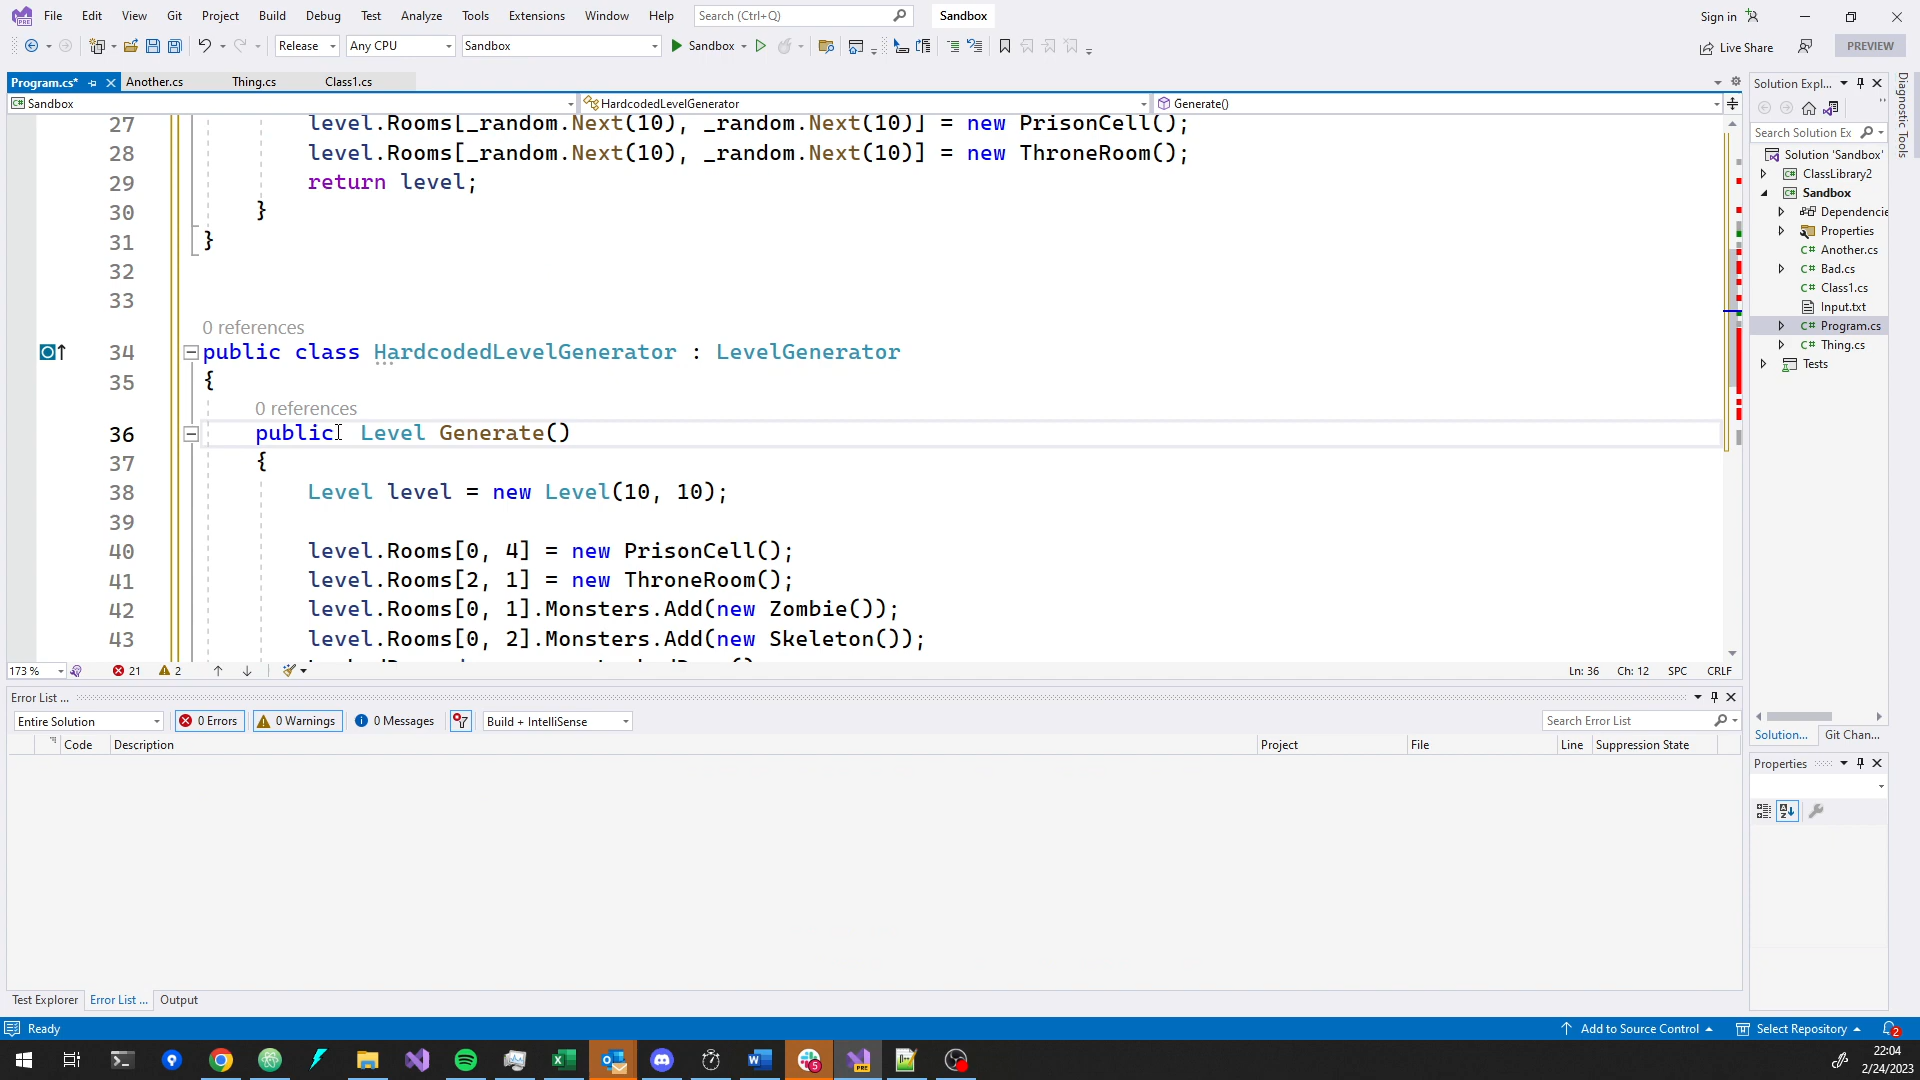 File Edit View Git Project Build Debug Test Analyze Tools Extensions Window Help Search (Ctrl+Q) Sandbox Sign in
Release Any CPU Sandbox Sandbox Live Share PREVIEW
Program.cs* Another.cs Thing.cs Class1.cs
Sandbox HardcodedLevelGenerator Generate()
27 level.Rooms[_random.Next(10), _random.Next(10)] = new PrisonCell();
28 level.Rooms[_random.Next(10), _random.Next(10)] = new ThroneRoom();
29 return level;
30 }
31 }
32
33
0 references
34 public class HardcodedLevelGenerator : LevelGenerator
35 {
0 references
36 public Level Generate()
37 {
38 Level level = new Level(10, 10);
39
40 level.Rooms[0, 4] = new PrisonCell();
41 level.Rooms[2, 1] = new ThroneRoom();
42 level.Rooms[0, 1].Monsters.Add(new Zombie());
43 level.Rooms[0, 2].Monsters.Add(new Skeleton());
173 % 21 2 Ln: 36 Ch: 12 SPC CRLF
Error List ...
Entire Solution 0 Errors 0 Warnings 0 Messages Build + IntelliSense Search Error List
Code Description Project File Line Suppression State
Test Explorer Error List ... Output
Solution Expl...
Search Solution Ex
Solution 'Sandbox'
ClassLibrary2
Sandbox
Dependencie
Properties
Another.cs
Bad.cs
Class1.cs
Input.txt
Program.cs
Thing.cs
Tests
Solution... Git Chan...
Properties
Diagnostic Tools
Ready Add to Source Control Select Repository 2
22:04
2/24/2023